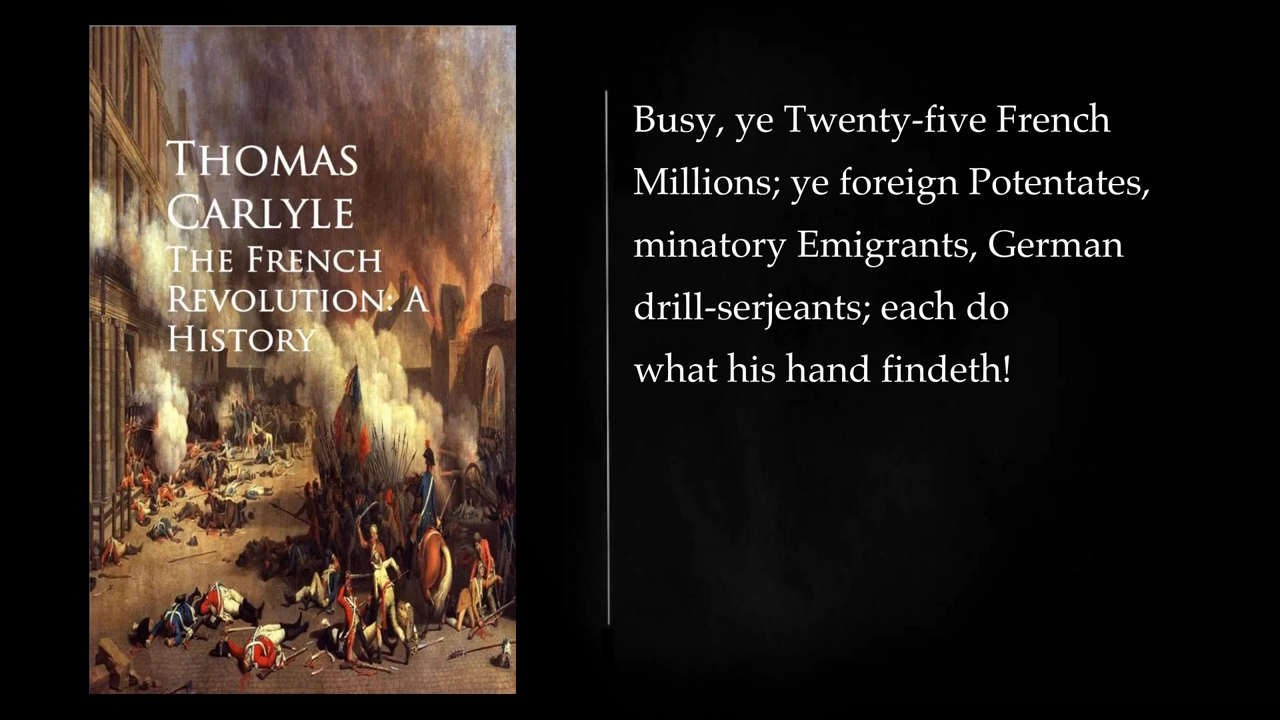 THOMAS
CARLYLE
THE FRENCH
REVOLUTION: A
HISTORY
Busy, ye Twenty-five French
Millions; ye foreign Potentates,
minatory Emigrants, German
drill-serjeants; each do
what his hand findeth!